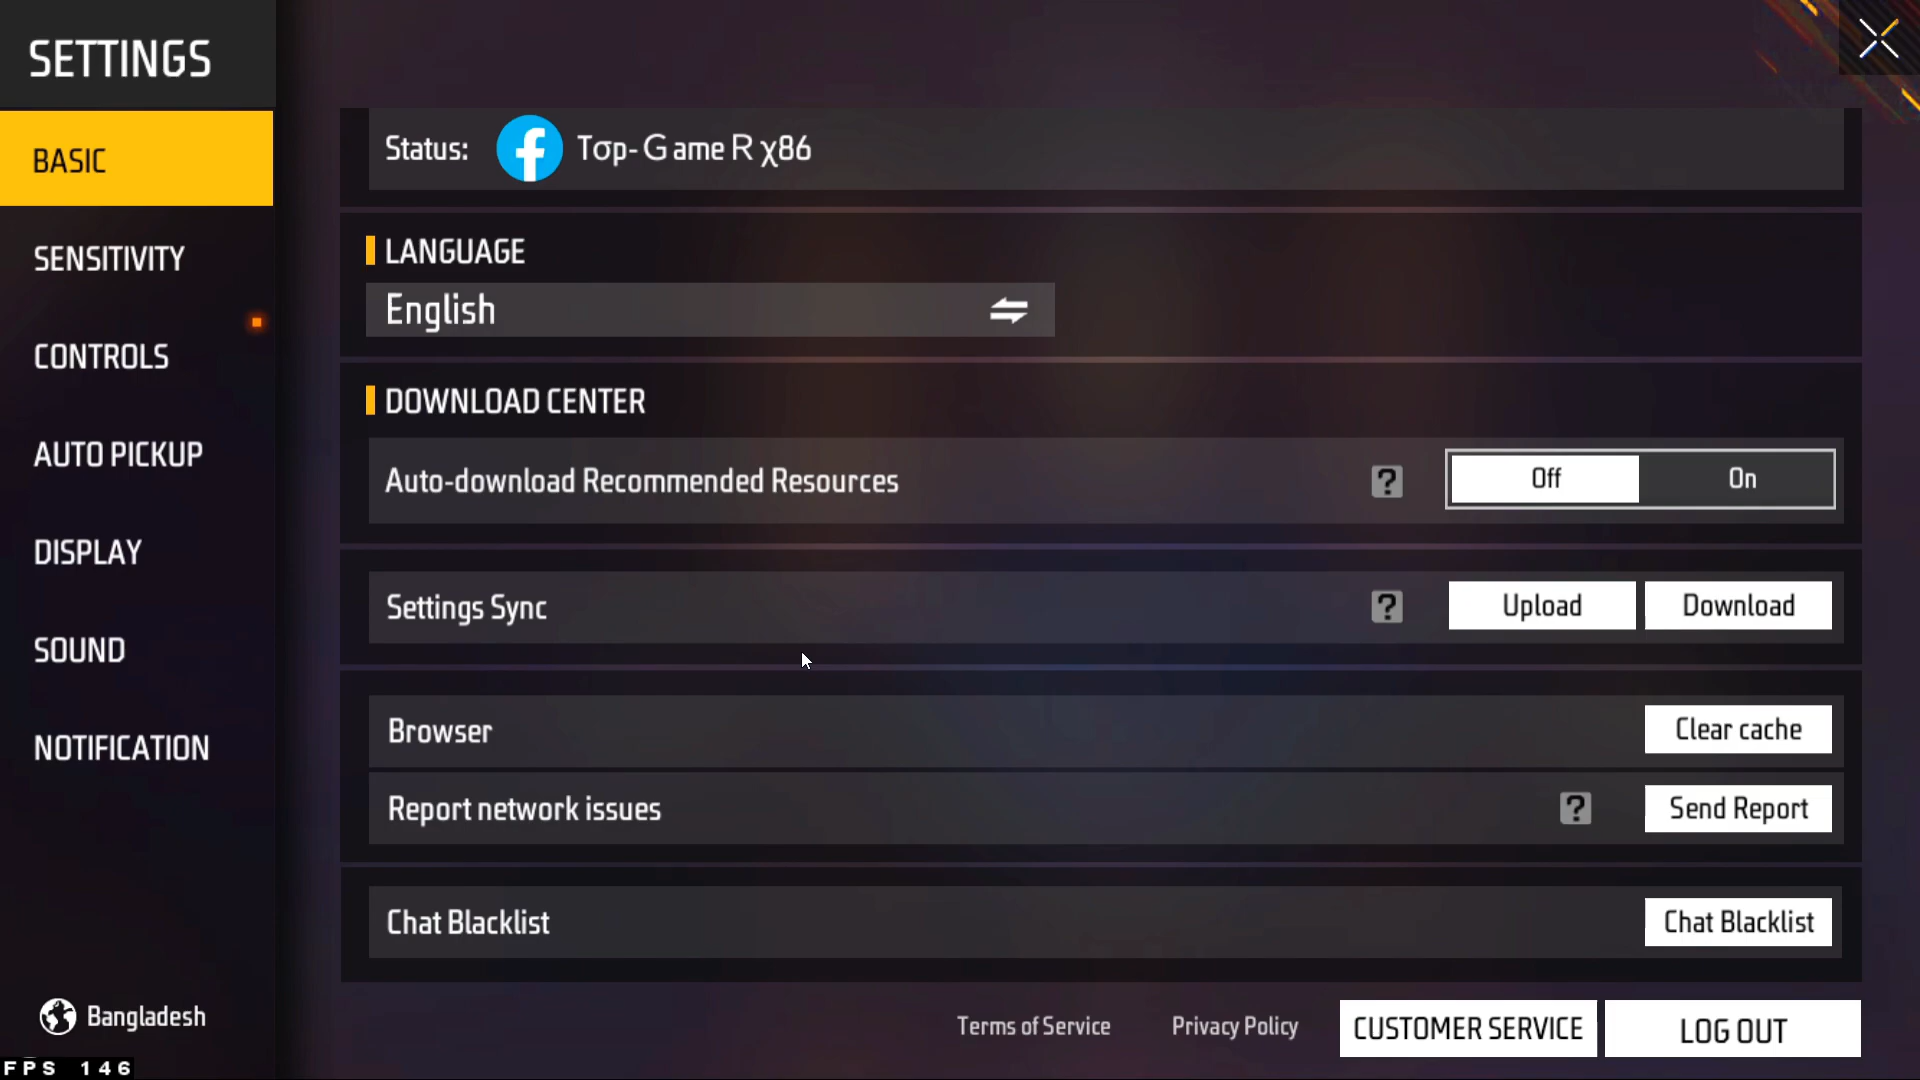 SETTINGS
BASIC
SENSITIVITY
CONTROLS
AUTO PICKUP
DISPLAY
SOUND
NOTIFICATION
Bangladesh
FPS 146
Status: Tσp-GameRχ86
LANGUAGE
English
DOWNLOAD CENTER
Auto-download Recommended Resources ? Off On
Settings Sync ? Upload Download
Browser Clear cache
Report network issues ? Send Report
Chat Blacklist Chat Blacklist
Terms of Service Privacy Policy CUSTOMER SERVICE LOG OUT